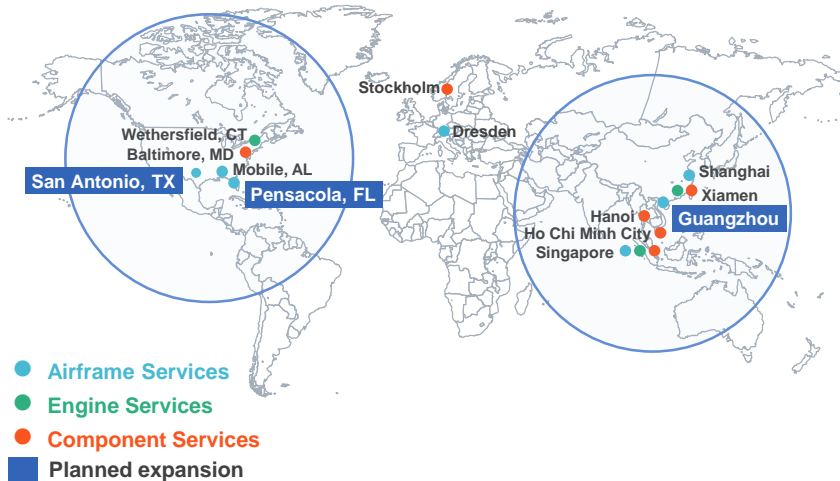 Stockholm
Dresden
Wethersfield, CT
Baltimore, MD
Mobile, AL
San Antonio, TX
Pensacola, FL
Shanghai
Xiamen
Guangzhou
Hanoi
Ho Chi Minh City
Singapore
Airframe Services
Engine Services
Component Services
Planned expansion